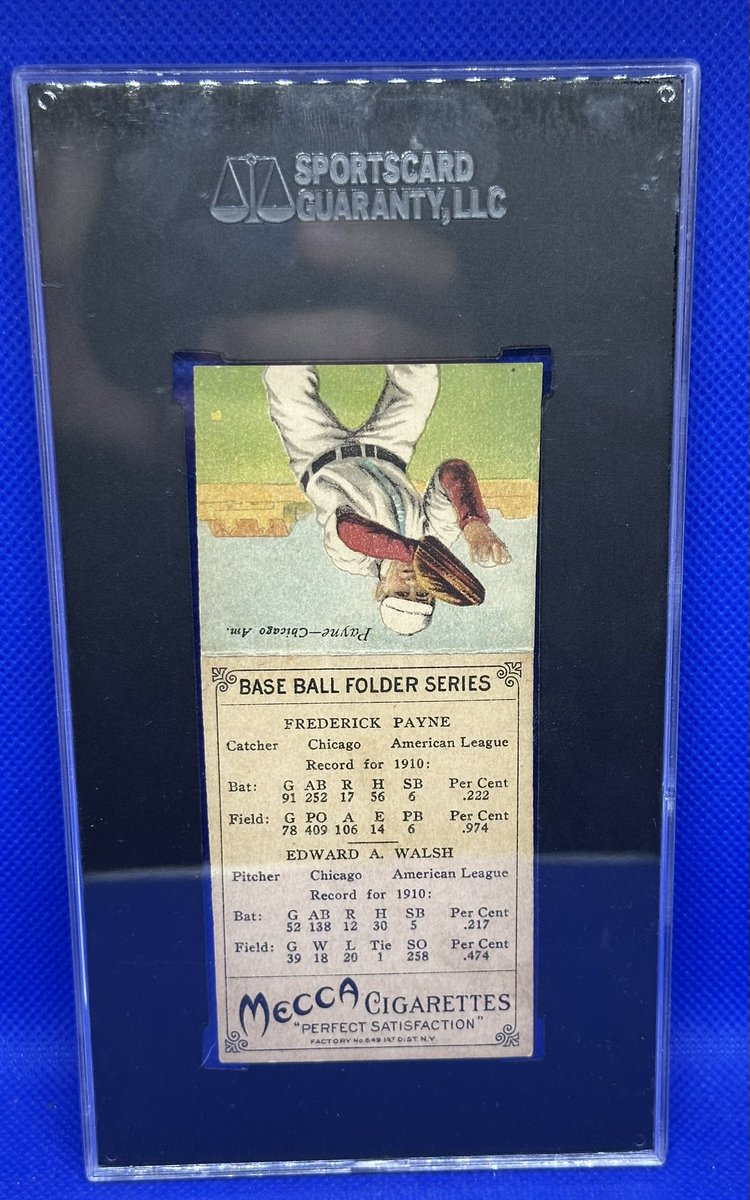 SPORTSCARD
GUARANTY, LLC
Payne—Chicago Am.
BASE BALL FOLDER SERIES
FREDERICK PAYNE
Catcher Chicago American League
Record for 1910:
Bat: G AB R H SB Per Cent
91 252 17 56 6 .222
Field: G PO A E PB Per Cent
78 409 106 14 6 .974
EDWARD A. WALSH
Pitcher Chicago American League
Record for 1910:
Bat: G AB R H SB Per Cent
52 138 12 30 5 .217
Field: G W L Tie SO Per Cent
39 18 20 1 258 .474
MECCA CIGARETTES
"PERFECT SATISFACTION"
FACTORY No 649 1ST DIST. N.Y.